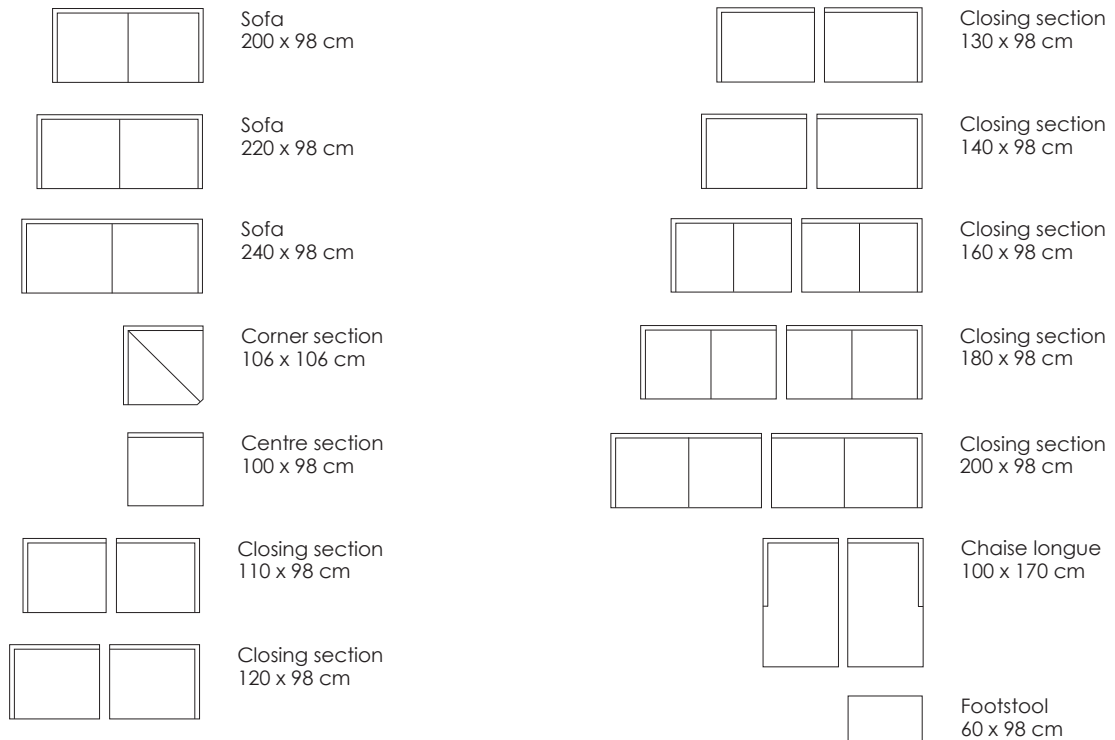 Sofa
200 x 98 cm
Sofa
220 x 98 cm
Sofa
240 x 98 cm
Corner section
106 x 106 cm
Centre section
100 x 98 cm
Closing section
110 x 98 cm
Closing section
120 x 98 cm
Closing section
130 x 98 cm
Closing section
140 x 98 cm
Closing section
160 x 98 cm
Closing section
180 x 98 cm
Closing section
200 x 98 cm
Chaise longue
100 x 170 cm
Footstool
60 x 98 cm